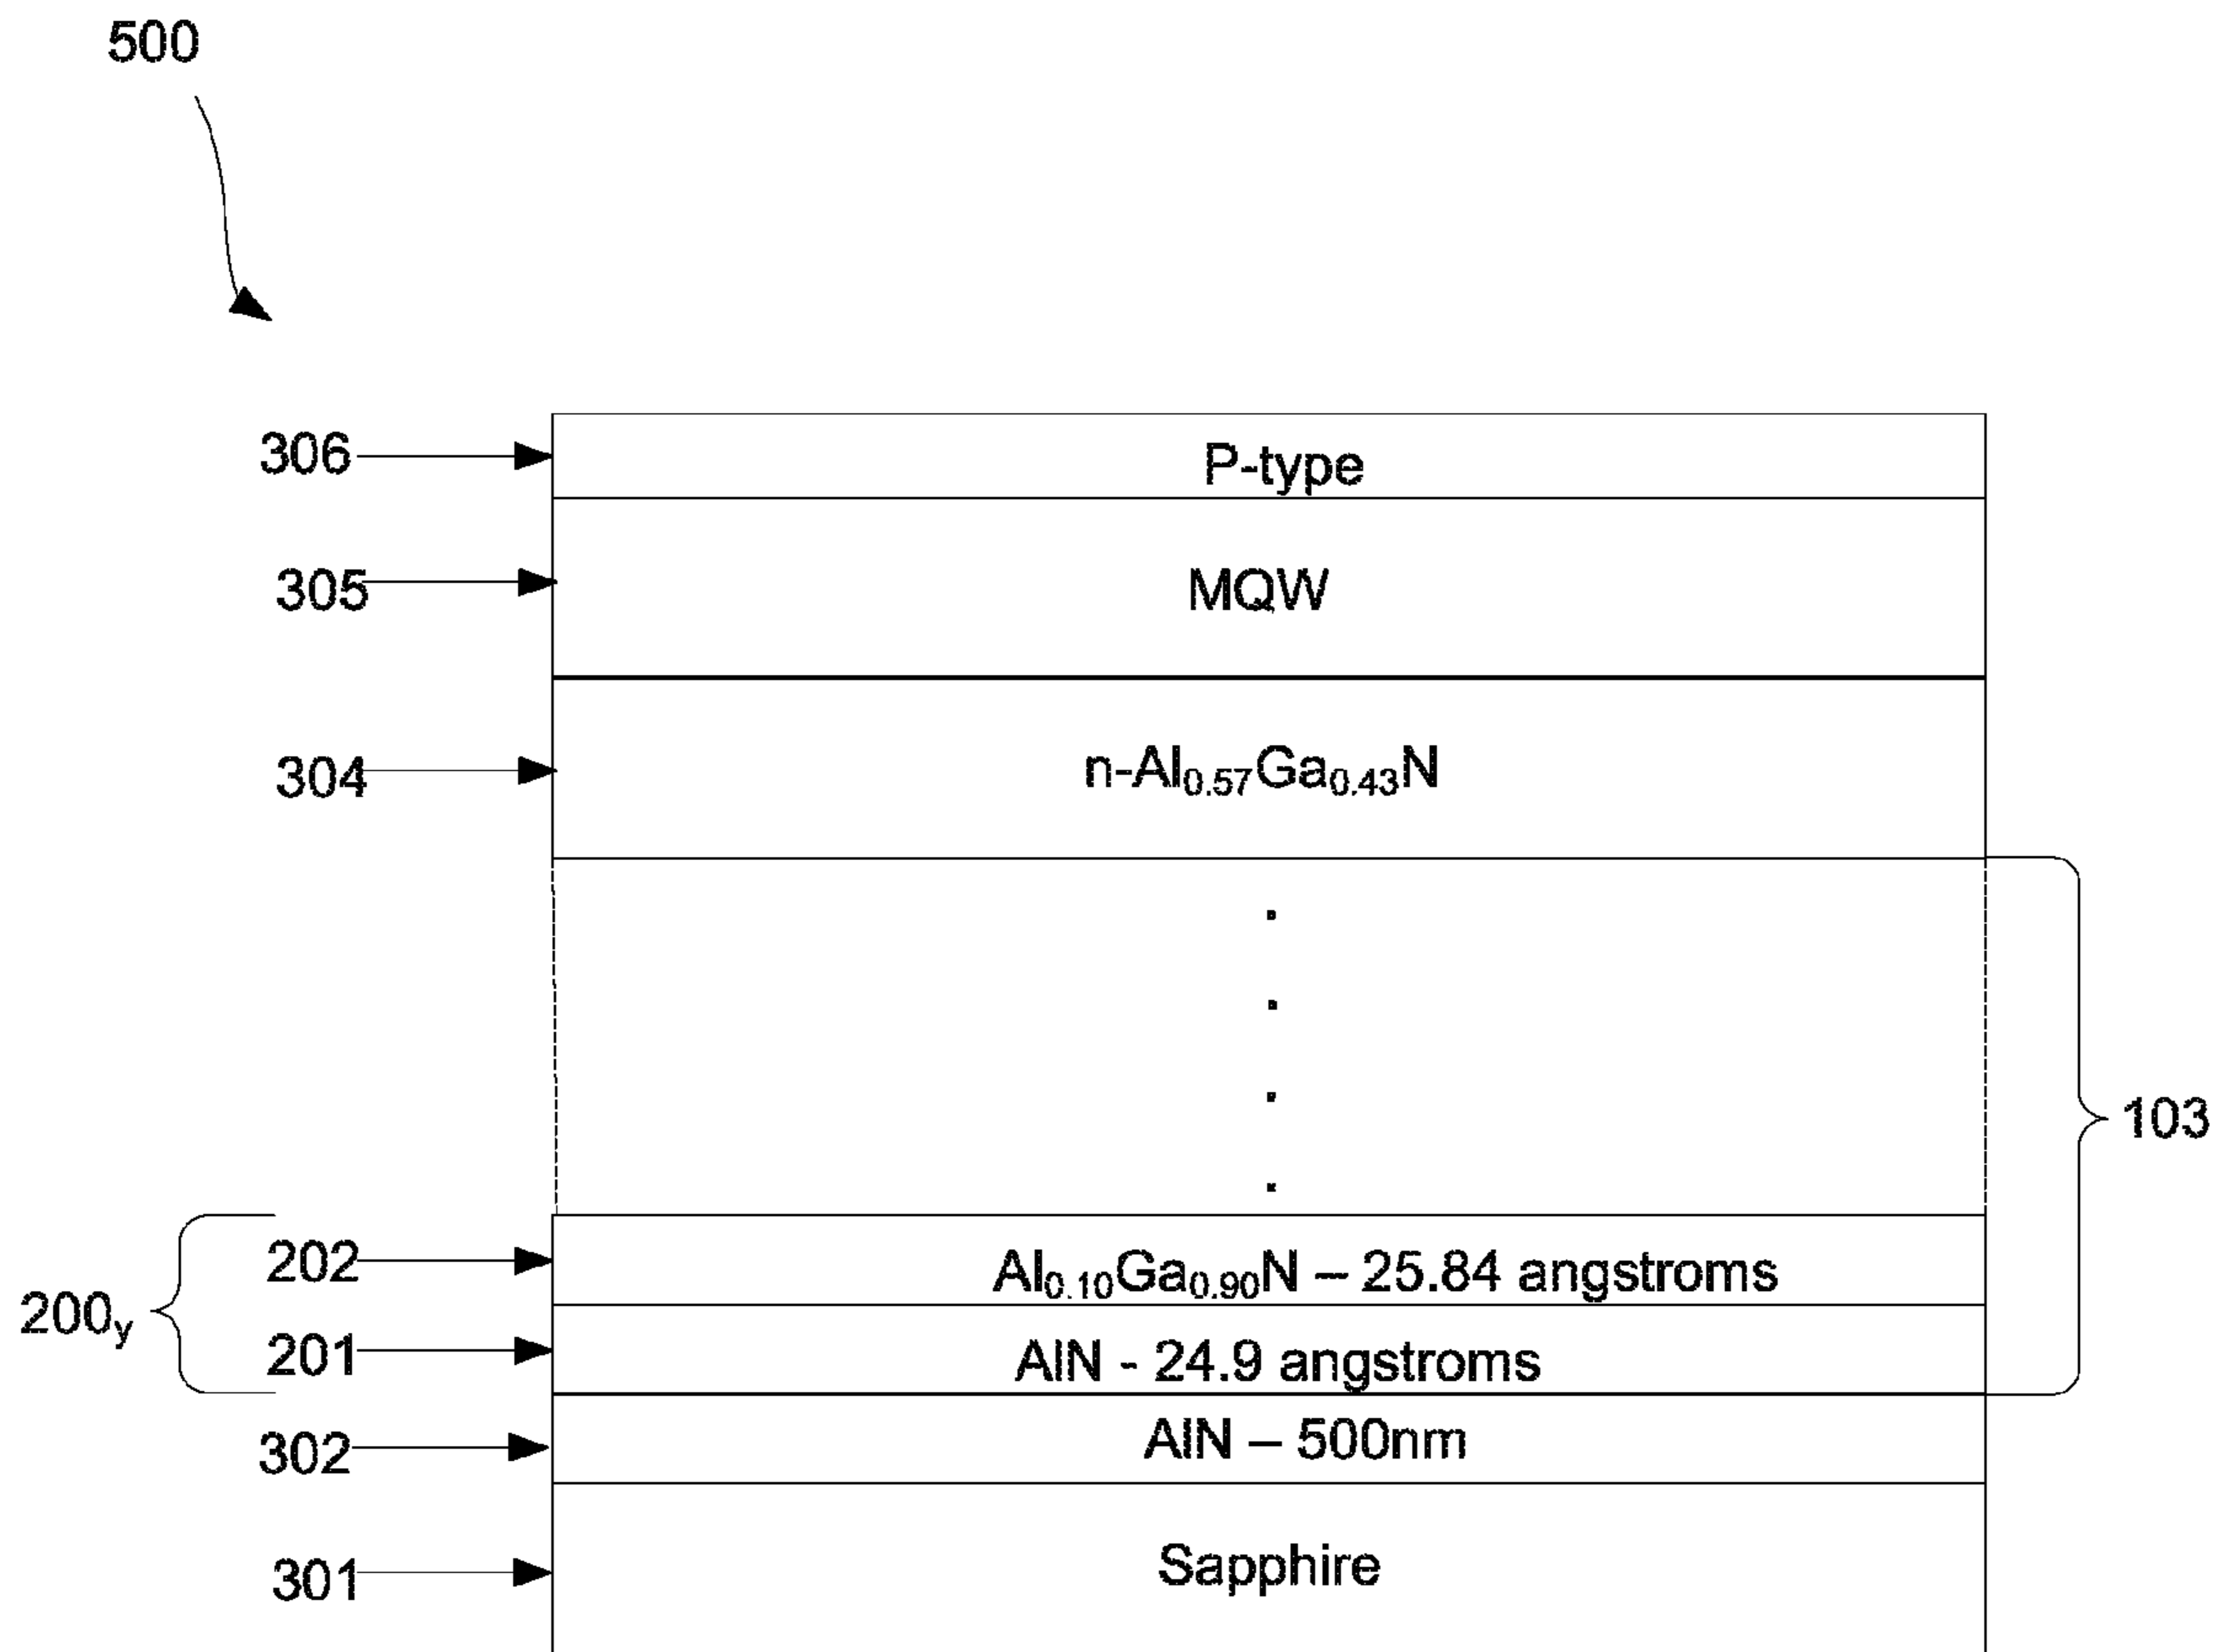 500
306 P-type
305 MQW
304 n-Al0.57Ga0.43N
103
202 Al0.10Ga0.90N – 25.84 angstroms
200y
201 AlN - 24.9 angstroms
302 AlN – 500nm
301 Sapphire